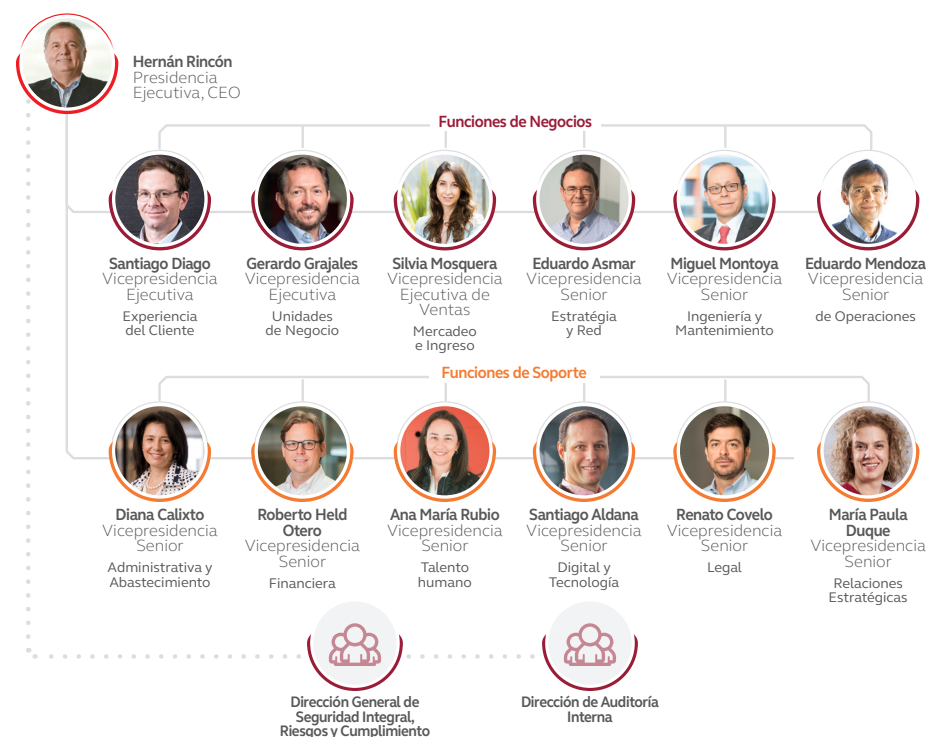 Hernán Rincón
Presidencia
Ejecutiva, CEO
Funciones de Negocios
Santiago Diago
Vicepresidencia
Ejecutiva
Experiencia
del Cliente
Gerardo Grajales
Vicepresidencia
Ejecutiva
Unidades
de Negocio
Silvia Mosquera
Vicepresidencia
Ejecutiva de
Ventas
Mercadeo
e Ingreso
Eduardo Asmar
Vicepresidencia
Senior
Estratégia
y Red
Miguel Montoya
Vicepresidencia
Senior
Ingeniería y
Mantenimiento
Eduardo Mendoza
Vicepresidencia
Senior
de Operaciones
Funciones de Soporte
Diana Calixto
Vicepresidencia
Senior
Administrativa y
Abastecimiento
Roberto Held
Otero
Vicepresidencia
Senior
Financiera
Ana María Rubio
Vicepresidencia
Senior
Talento
humano
Santiago Aldana
Vicepresidencia
Senior
Digital y
Tecnología
Renato Covelo
Vicepresidencia
Senior
Legal
María Paula
Duque
Vicepresidencia
Senior
Relaciones
Estratégicas
Dirección General de
Seguridad Integral,
Riesgos y Cumplimiento
Dirección de Auditoría
Interna